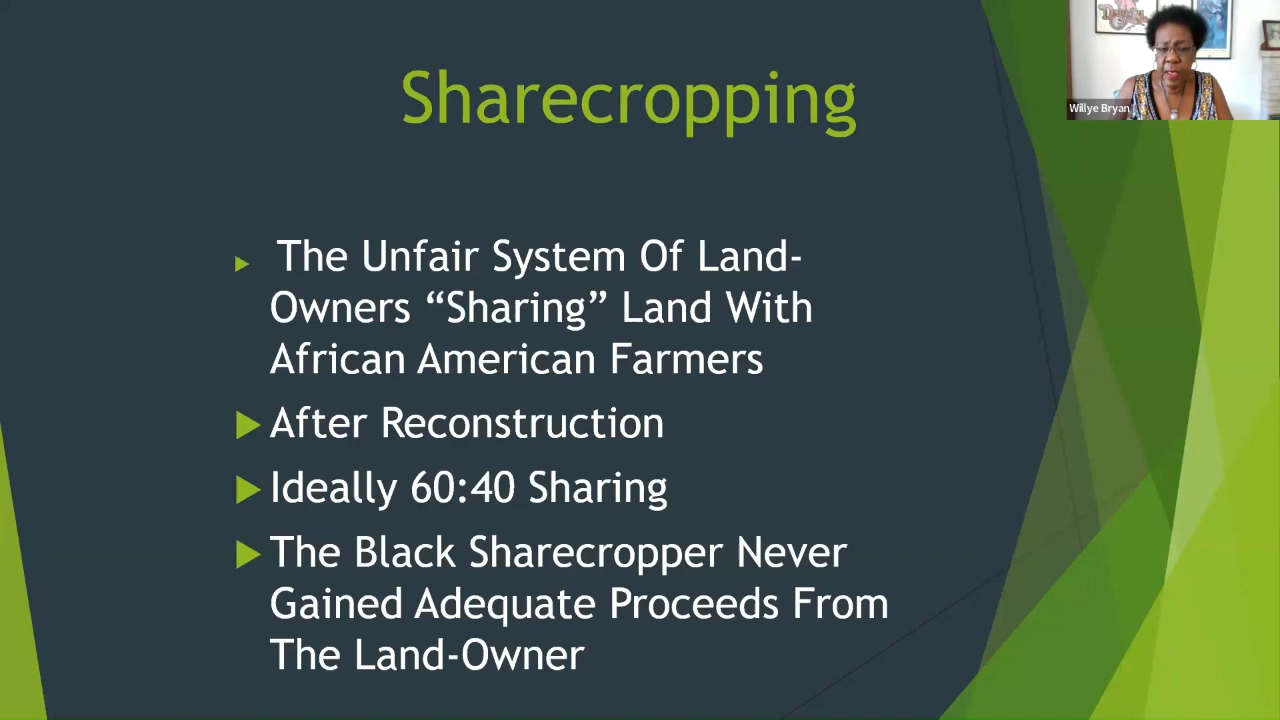 Sharecropping
Willye Bryan
The Unfair System Of Land-
Owners “Sharing” Land With
African American Farmers
After Reconstruction
Ideally 60:40 Sharing
The Black Sharecropper Never
Gained Adequate Proceeds From
The Land-Owner